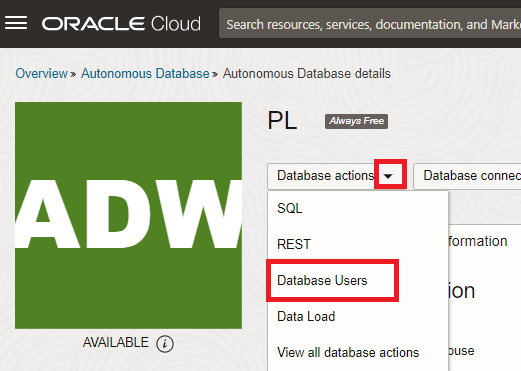 ORACLE Cloud
Search resources, services, documentation, and Mark
Overview » Autonomous Database » Autonomous Database details
ADW
PL
Always Free
Database actions
Database connec
SQL
REST
Database Users
Data Load
View all database actions
formation
ion
ouse
AVAILABLE